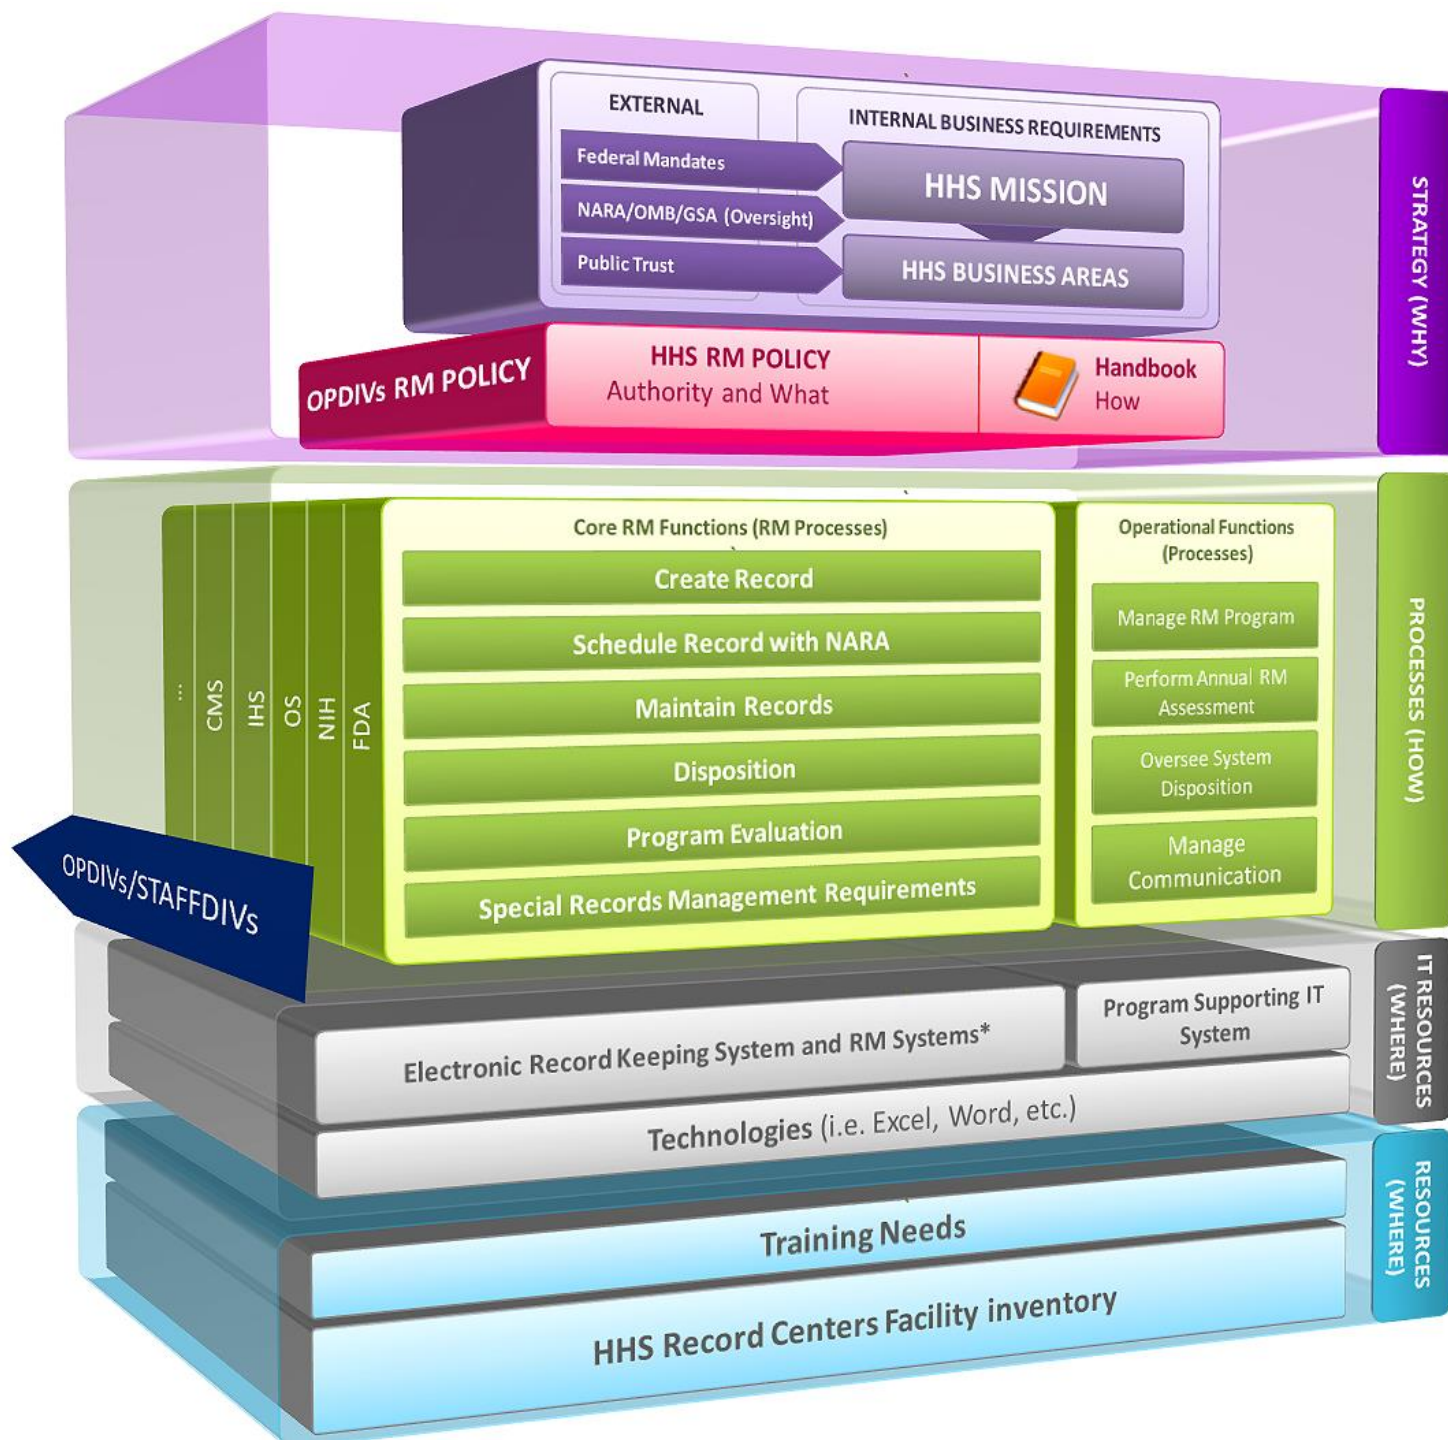 EXTERNAL
Federal Mandates
NARA/OMB/GSA (Oversight)
Public Trust
INTERNAL BUSINESS REQUIREMENTS
HHS MISSION
HHS BUSINESS AREAS
STRATEGY (WHY)
OPDIVs RM POLICY
HHS RM POLICY
Authority and What
Handbook
How
...
CMS
IHS
OS
NIH
FDA
Core RM Functions (RM Processes)
Create Record
Schedule Record with NARA
Maintain Records
Disposition
Program Evaluation
Special Records Management Requirements
Operational Functions
(Processes)
Manage RM Program
Perform Annual RM
Assessment
Oversee System
Disposition
Manage
Communication
PROCESSES (HOW)
OPDIVs/STAFFDIVs
Electronic Record Keeping System and RM Systems*
Program Supporting IT
System
Technologies (i.e. Excel, Word, etc.)
IT RESOURCES
(WHERE)
Training Needs
HHS Record Centers Facility inventory
RESOURCES
(WHERE)